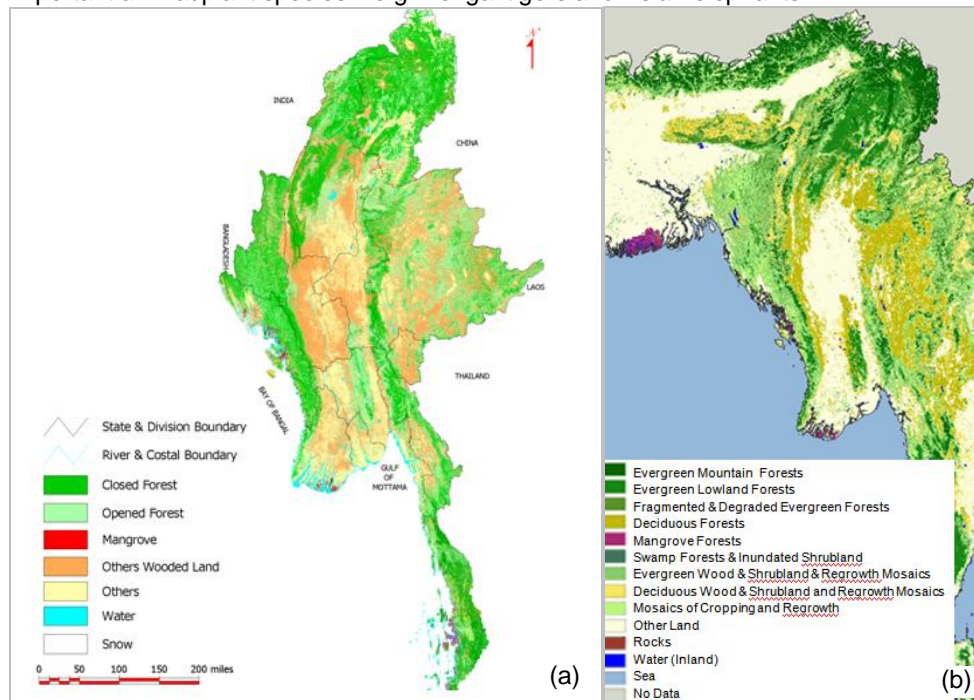 N
INDIA
CHINA
BANGLADESH
LAOS
THAILAND
BAY OF BANGAL
GULF
OF
MOTTAMA
State & Division Boundary
River & Costal Boundary
Closed Forest
Opened Forest
Mangrove
Others Wooded Land
Others
Water
Snow
0 50 100 150 200 miles
(a)
Evergreen Mountain Forests
Evergreen Lowland Forests
Fragmented & Degraded Evergreen Forests
Deciduous Forests
Mangrove Forests
Swamp Forests & Inundated Shrubland
Evergreen Wood & Shrubland & Regrowth Mosaics
Deciduous Wood & Shrubland and Regrowth Mosaics
Mosaics of Cropping and Regrowth
Other Land
Rocks
Water (Inland)
Sea
No Data
(b)